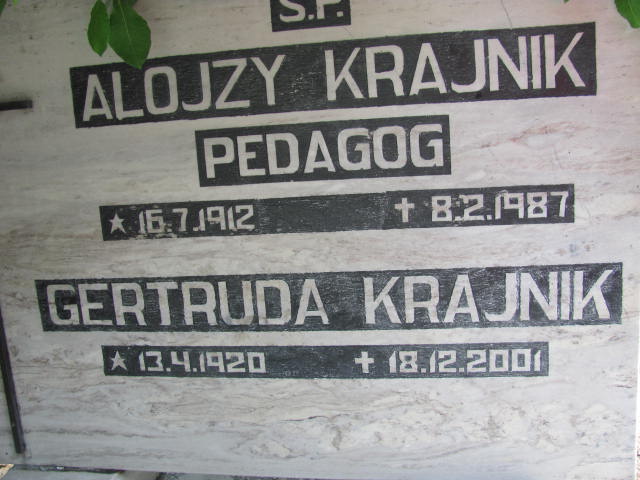 Ś.P.
ALOJZY KRAJNIK
PEDAGOG
★ 16.7.1912 ✝ 8.2.1987
GERTRUDA KRAJNIK
★ 13.4.1920 ✝ 18.12.2001